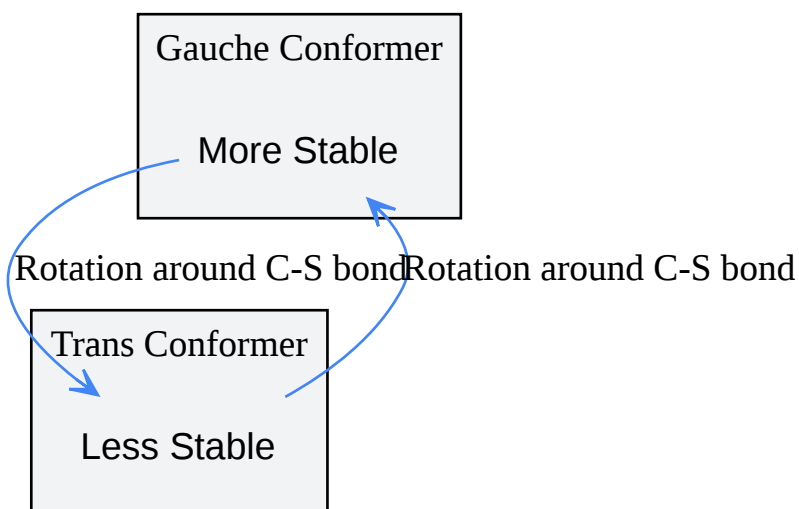 Gauche Conformer
More Stable
Rotation around C-S bond
Rotation around C-S bond
Trans Conformer
Less Stable